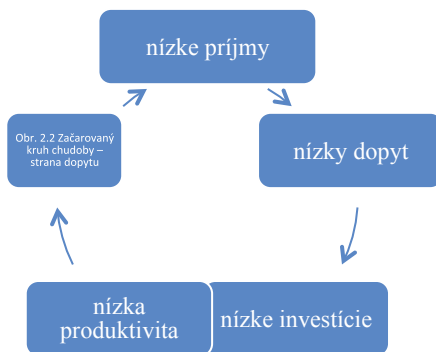 nízke príjmy
Obr. 2.2 Začarovaný
kruh chudoby –
strana dopytu
nízky dopyt
nízka
produktivita
nízke investície